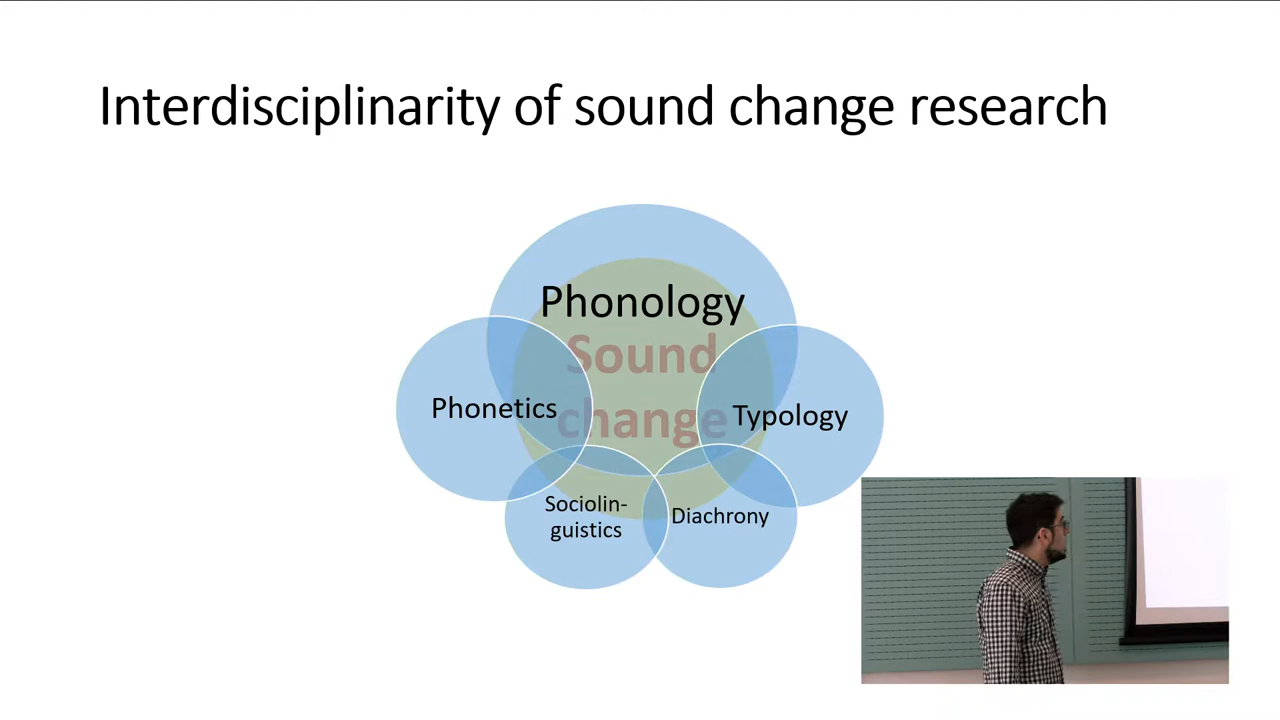 Interdisciplinarity of sound change research
Phonology
Sound
change
Phonetics
Typology
Sociolin-
guistics
Diachrony